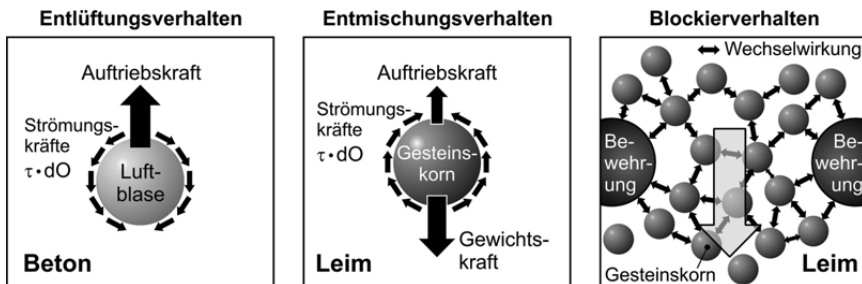 Entlüftungsverhalten
Auftriebskraft
Strömungs-
kräfte
τ·dO
Luft-
blase
Beton
Entmischungsverhalten
Auftriebskraft
Strömungs-
kräfte
τ·dO
Gesteins-
korn
Gewichts-
kraft
Leim
Blockierverhalten
Wechselwirkung
Be-
wehr-
ung
Be-
wehr-
ung
Gesteinskorn
Leim